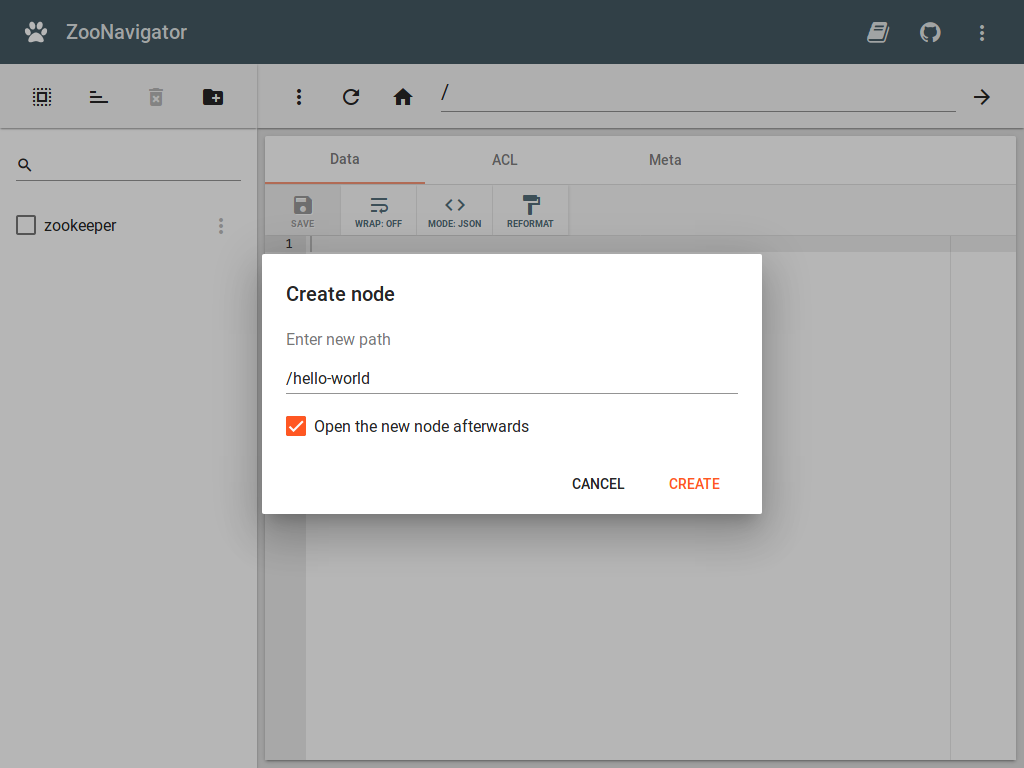 ZooNavigator
/
Data ACL Meta
SAVE WRAP: OFF MODE: JSON REFORMAT
zookeeper
1
Create node
Enter new path
/hello-world
Open the new node afterwards
CANCEL CREATE